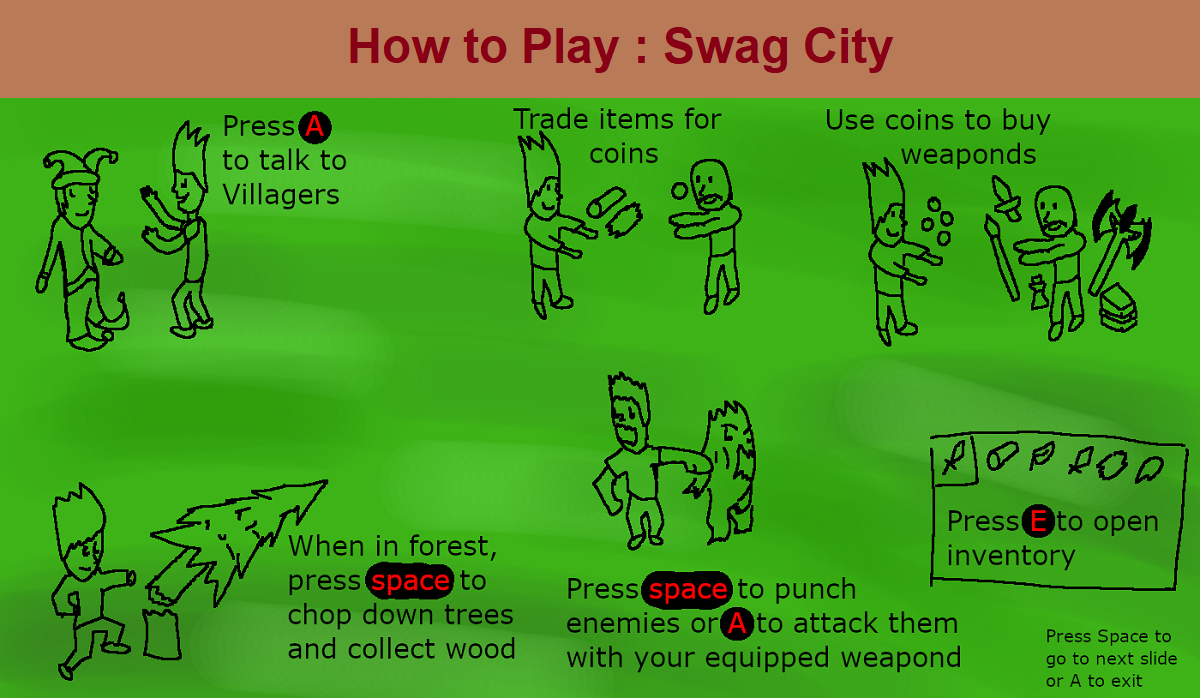 How to Play : Swag City
Press A
to talk to
Villagers
Trade items for
coins
Use coins to buy
weaponds
When in forest,
press space to
chop down trees
and collect wood
Press space to punch
enemies or A to attack them
with your equipped weapond
Press E to open
inventory
Press Space to
go to next slide
or A to exit